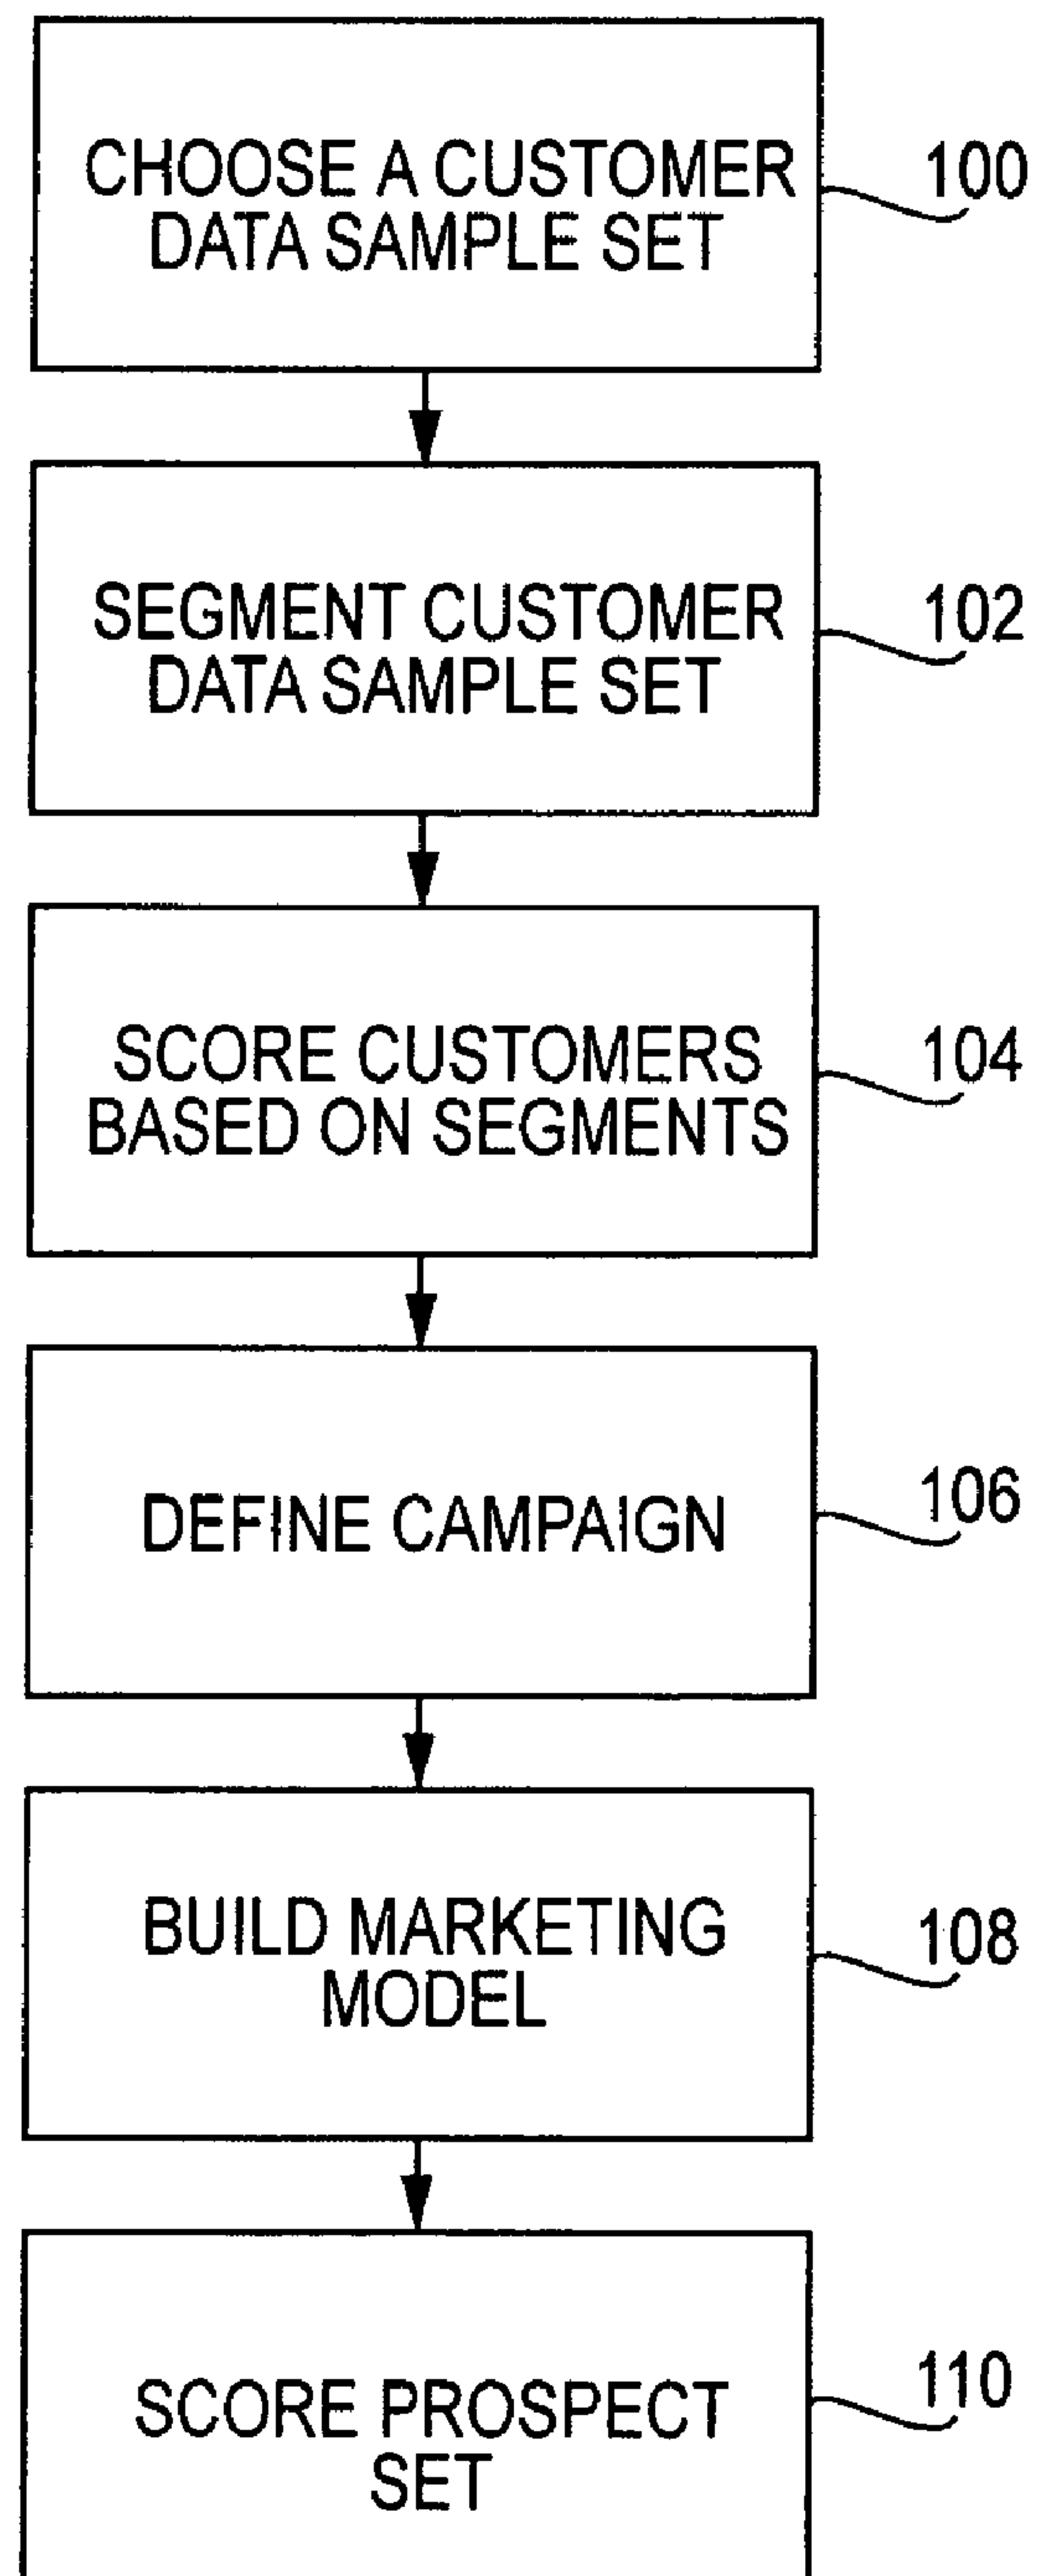 CHOOSE A CUSTOMER
DATA SAMPLE SET
100
SEGMENT CUSTOMER
DATA SAMPLE SET
102
SCORE CUSTOMERS
BASED ON SEGMENTS
104
DEFINE CAMPAIGN
106
BUILD MARKETING
MODEL
108
SCORE PROSPECT
SET
110